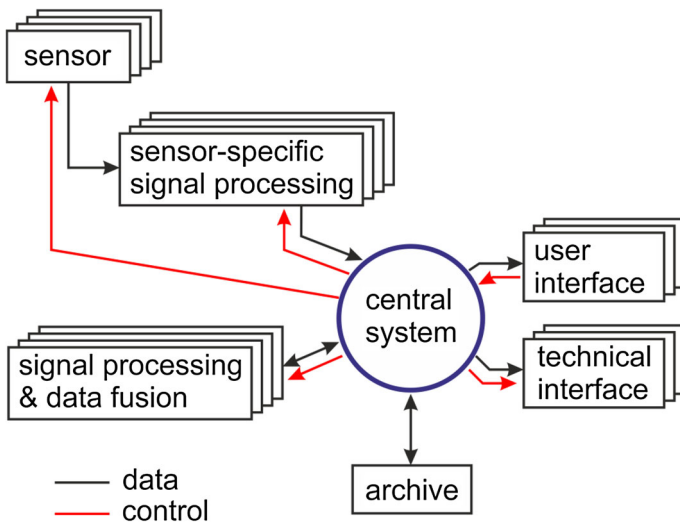 sensor
sensor-specific
signal processing
user
interface
central
system
signal processing
& data fusion
technical
interface
data
control
archive